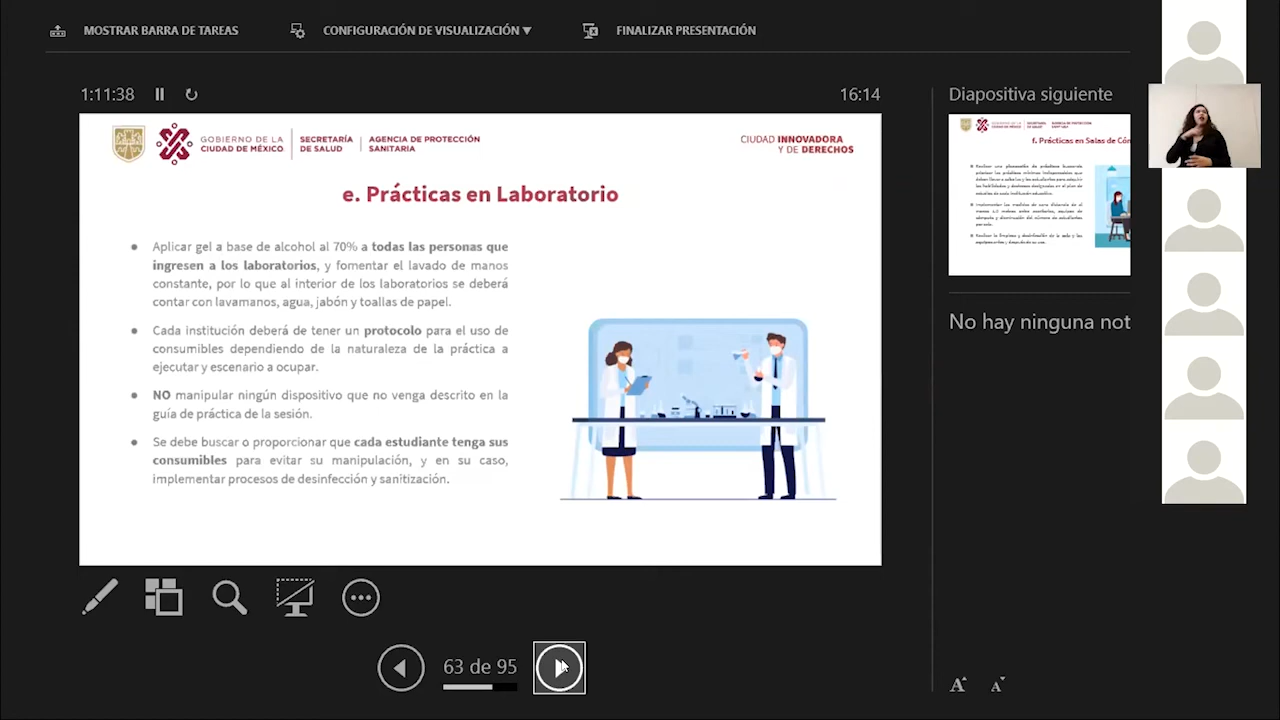 MOSTRAR BARRA DE TAREAS
CONFIGURACIÓN DE VISUALIZACIÓN ▼
FINALIZAR PRESENTACIÓN
1:11:38
16:14
GOBIERNO DE LA
CIUDAD DE MÉXICO
SECRETARÍA
DE SALUD
AGENCIA DE PROTECCIÓN
SANITARIA
CIUDAD INNOVADORA
Y DE DERECHOS
e. Prácticas en Laboratorio
● Aplicar gel a base de alcohol al 70% a todas las personas que
ingresen a los laboratorios, y fomentar el lavado de manos
constante, por lo que al interior de los laboratorios se deberá
contar con lavamanos, agua, jabón y toallas de papel.
● Cada institución deberá de tener un protocolo para el uso de
consumibles dependiendo de la naturaleza de la práctica a
ejecutar y escenario a ocupar.
● NO manipular ningún dispositivo que no venga descrito en la
guía de práctica de la sesión.
● Se debe buscar o proporcionar que cada estudiante tenga sus
consumibles para evitar su manipulación, y en su caso,
implementar procesos de desinfección y sanitización.
63 de 95
Diapositiva siguiente
f. Prácticas en Salas de
No hay ninguna not
A A